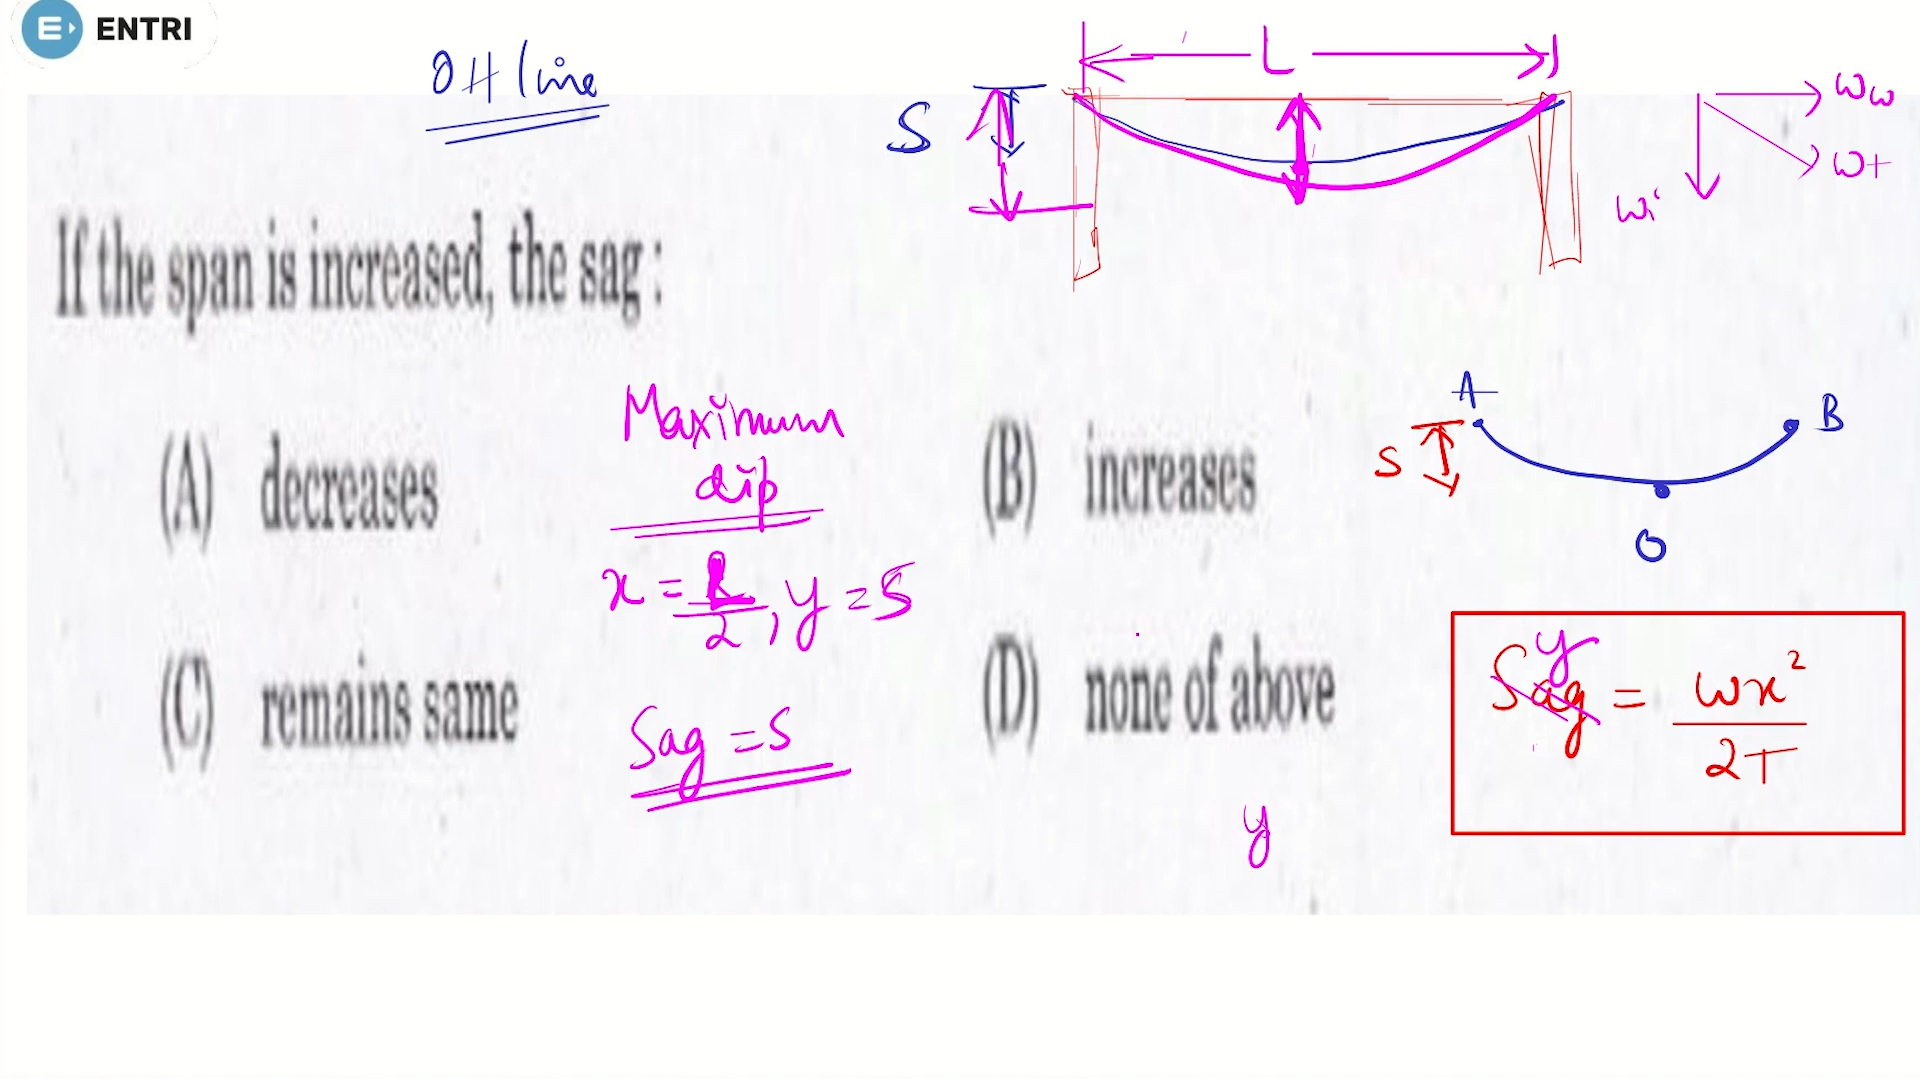 ENTRI
OH line
L
S
Ww
Wt
Wi
If the span is increased, the sag :
(A) decreases
(B) increases
(C) remains same
(D) none of above
Maximum
dip
x = L/2, y = S
Sag = S
A
B
S
O
y
Sag = wx²/2T
y